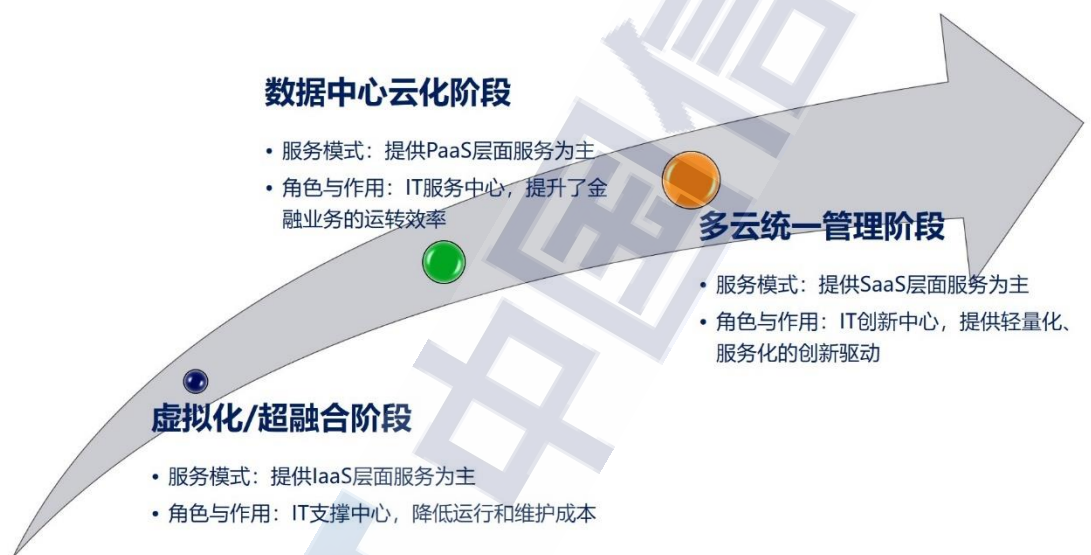 数据中心云化阶段
• 服务模式：提供PaaS层面服务为主
• 角色与作用：IT服务中心，提升了金
融业务的运转效率
多云统一管理阶段
• 服务模式：提供SaaS层面服务为主
• 角色与作用：IT创新中心，提供轻量化、
服务化的创新驱动
虚拟化/超融合阶段
• 服务模式：提供IaaS层面服务为主
• 角色与作用：IT支撑中心，降低运行和维护成本
中国信